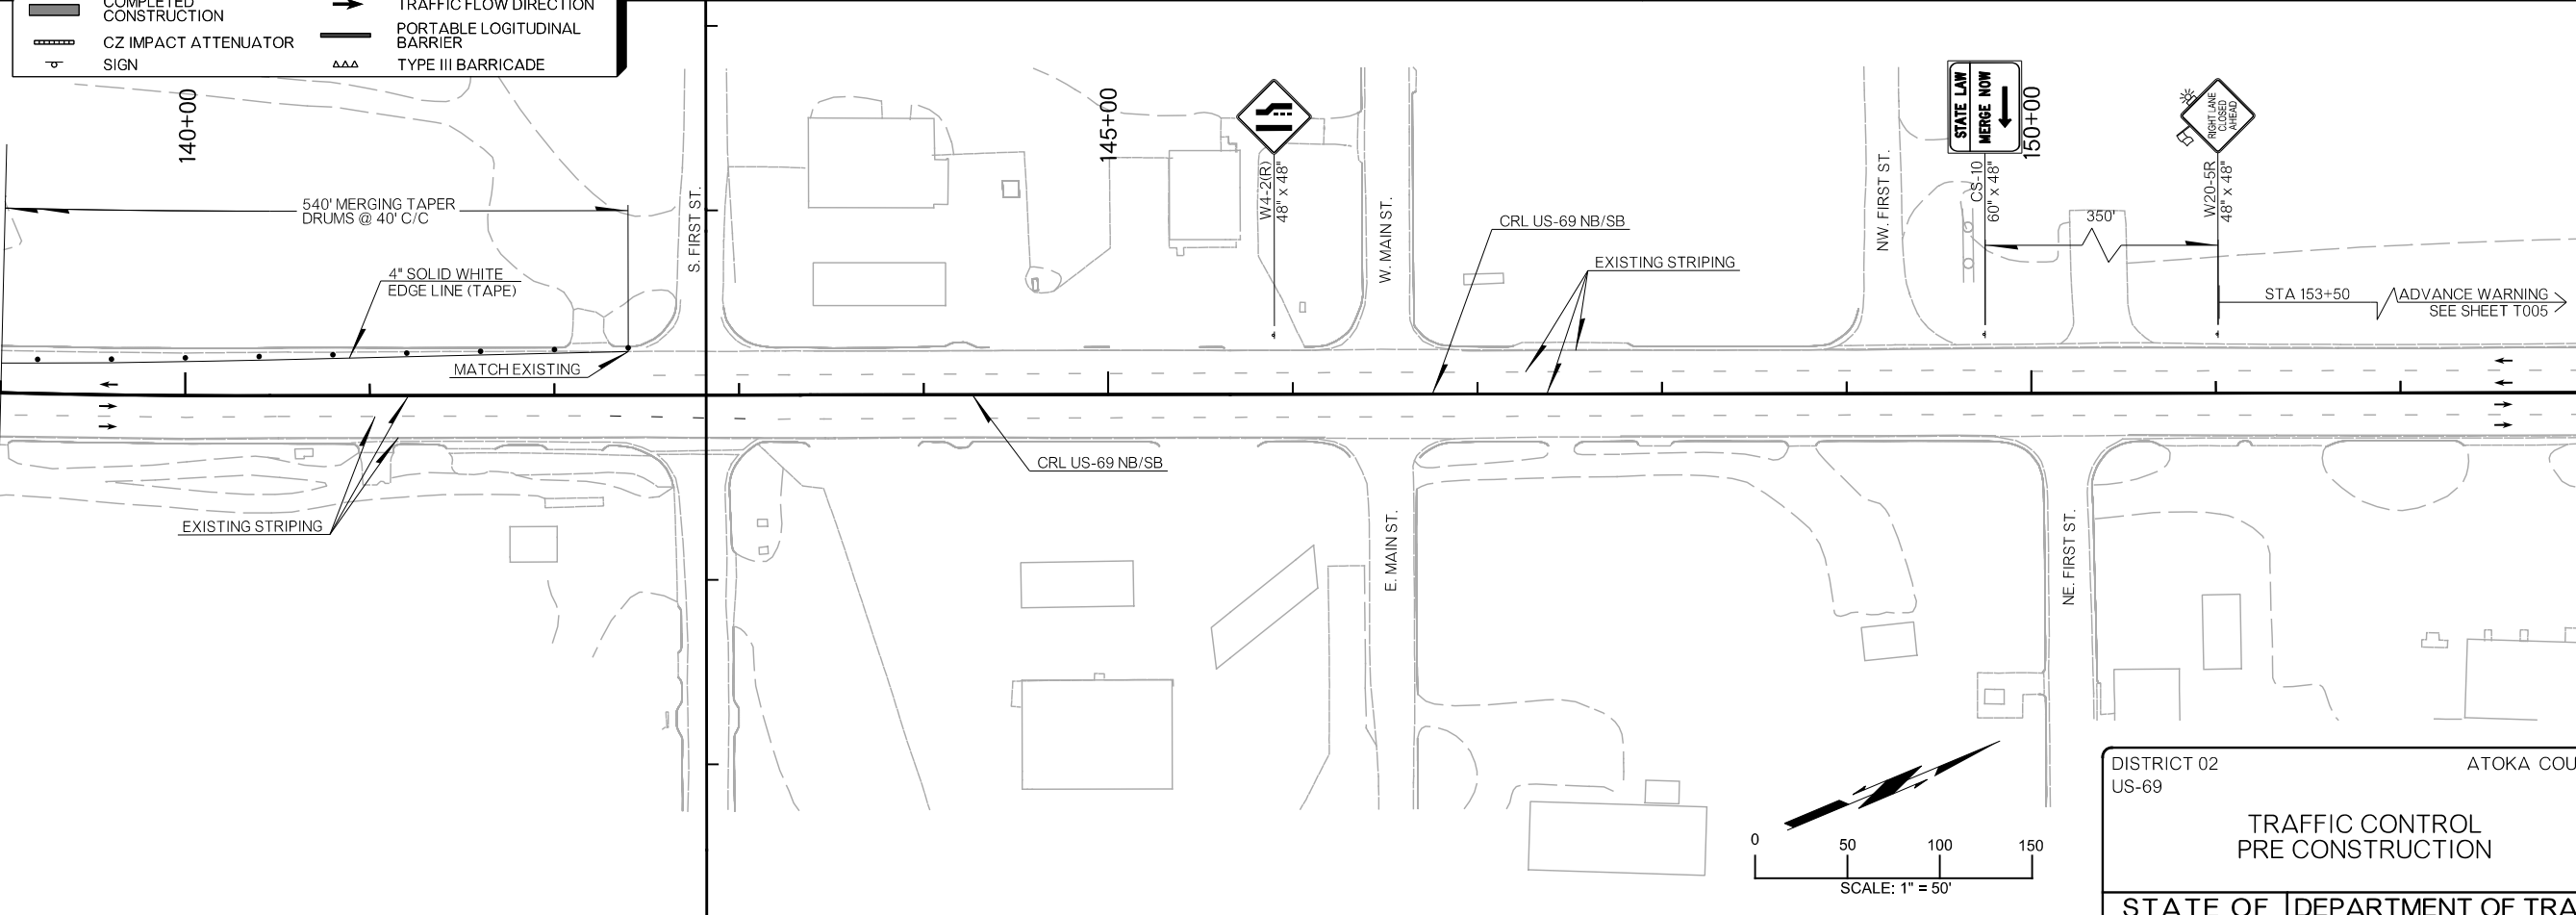 COMPLETED
CONSTRUCTION
TRAFFIC FLOW DIRECTION
CZ IMPACT ATTENUATOR
PORTABLE LOGITUDINAL
BARRIER
SIGN
TYPE III BARRICADE
140+00
145+00
150+00
540' MERGING TAPER
DRUMS @ 40' C/C
4" SOLID WHITE
EDGE LINE (TAPE)
MATCH EXISTING
S. FIRST ST.
W4-2(R)
48" x 48"
W. MAIN ST.
CRL US-69 NB/SB
EXISTING STRIPING
NW. FIRST ST.
STATE LAW
MERGE NOW
CS-10
60" x 48"
350'
RIGHT LANE
CLOSED
AHEAD
W20-5R
48" x 48"
STA 153+50
ADVANCE WARNING
SEE SHEET T005
EXISTING STRIPING
CRL US-69 NB/SB
E. MAIN ST.
NE. FIRST ST.
0 50 100 150
SCALE: 1" = 50'
DISTRICT 02
ATOKA COU
US-69
TRAFFIC CONTROL
PRE CONSTRUCTION
STATE OF
DEPARTMENT OF TRA